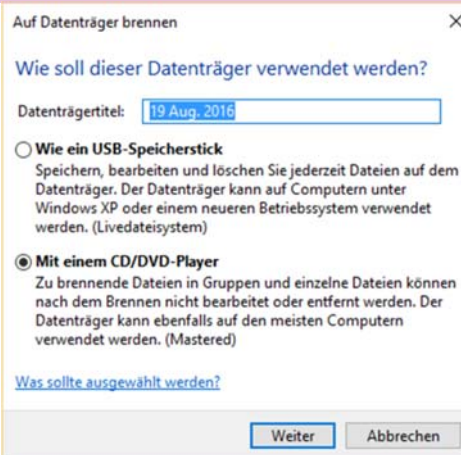 Auf Datenträger brennen
Wie soll dieser Datenträger verwendet werden?
Datenträgertitel: 19 Aug. 2016
Wie ein USB-Speicherstick
Speichern, bearbeiten und löschen Sie jederzeit Dateien auf dem
Datenträger. Der Datenträger kann auf Computern unter
Windows XP oder einem neueren Betriebssystem verwendet
werden. (Livedateisystem)
Mit einem CD/DVD-Player
Zu brennende Dateien in Gruppen und einzelne Dateien können
nach dem Brennen nicht bearbeitet oder entfernt werden. Der
Datenträger kann ebenfalls auf den meisten Computern
verwendet werden. (Mastered)
Was sollte ausgewählt werden?
Weiter Abbrechen